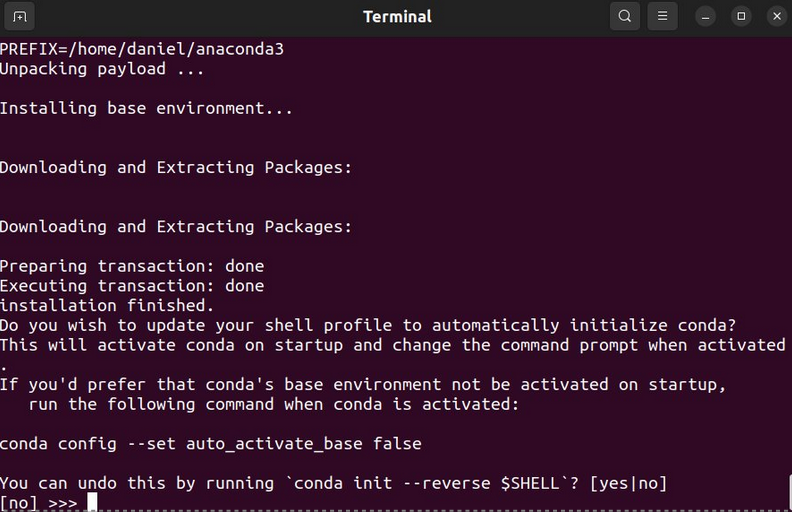 Terminal
PREFIX=/home/daniel/anaconda3
Unpacking payload ...
Installing base environment...
Downloading and Extracting Packages:
Downloading and Extracting Packages:
Preparing transaction: done
Executing transaction: done
installation finished.
Do you wish to update your shell profile to automatically initialize conda?
This will activate conda on startup and change the command prompt when activated
.
If you'd prefer that conda's base environment not be activated on startup,
   run the following command when conda is activated:
conda config --set auto_activate_base false
You can undo this by running `conda init --reverse $SHELL`? [yes|no]
[no] >>>